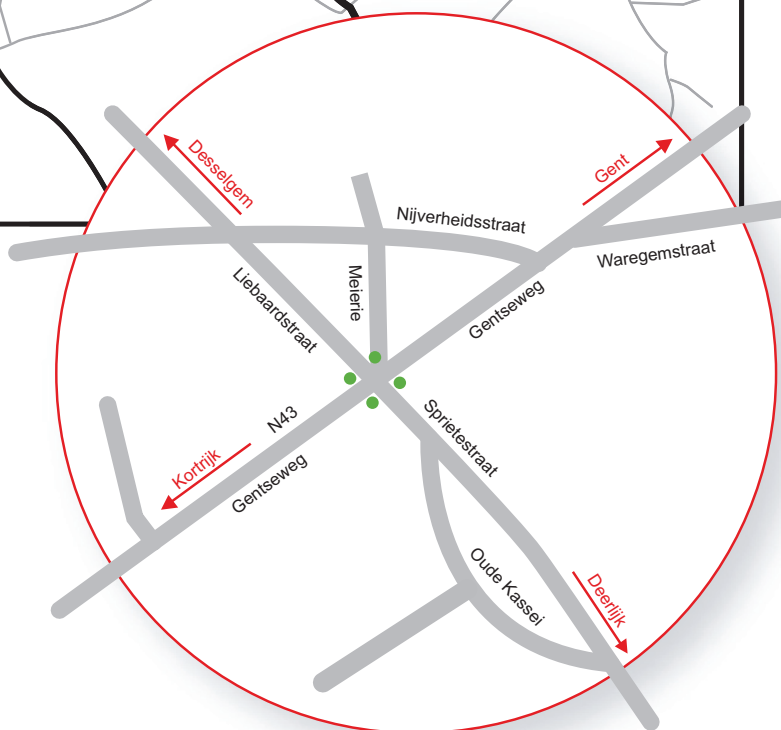 Desselgem
Gent
Nijverheidsstraat
Waregemstraat
Meierie
Liebaardstraat
Gentseweg
N43
Sprietestraat
Kortrijk
Gentseweg
Oude Kassei
Deerlijk